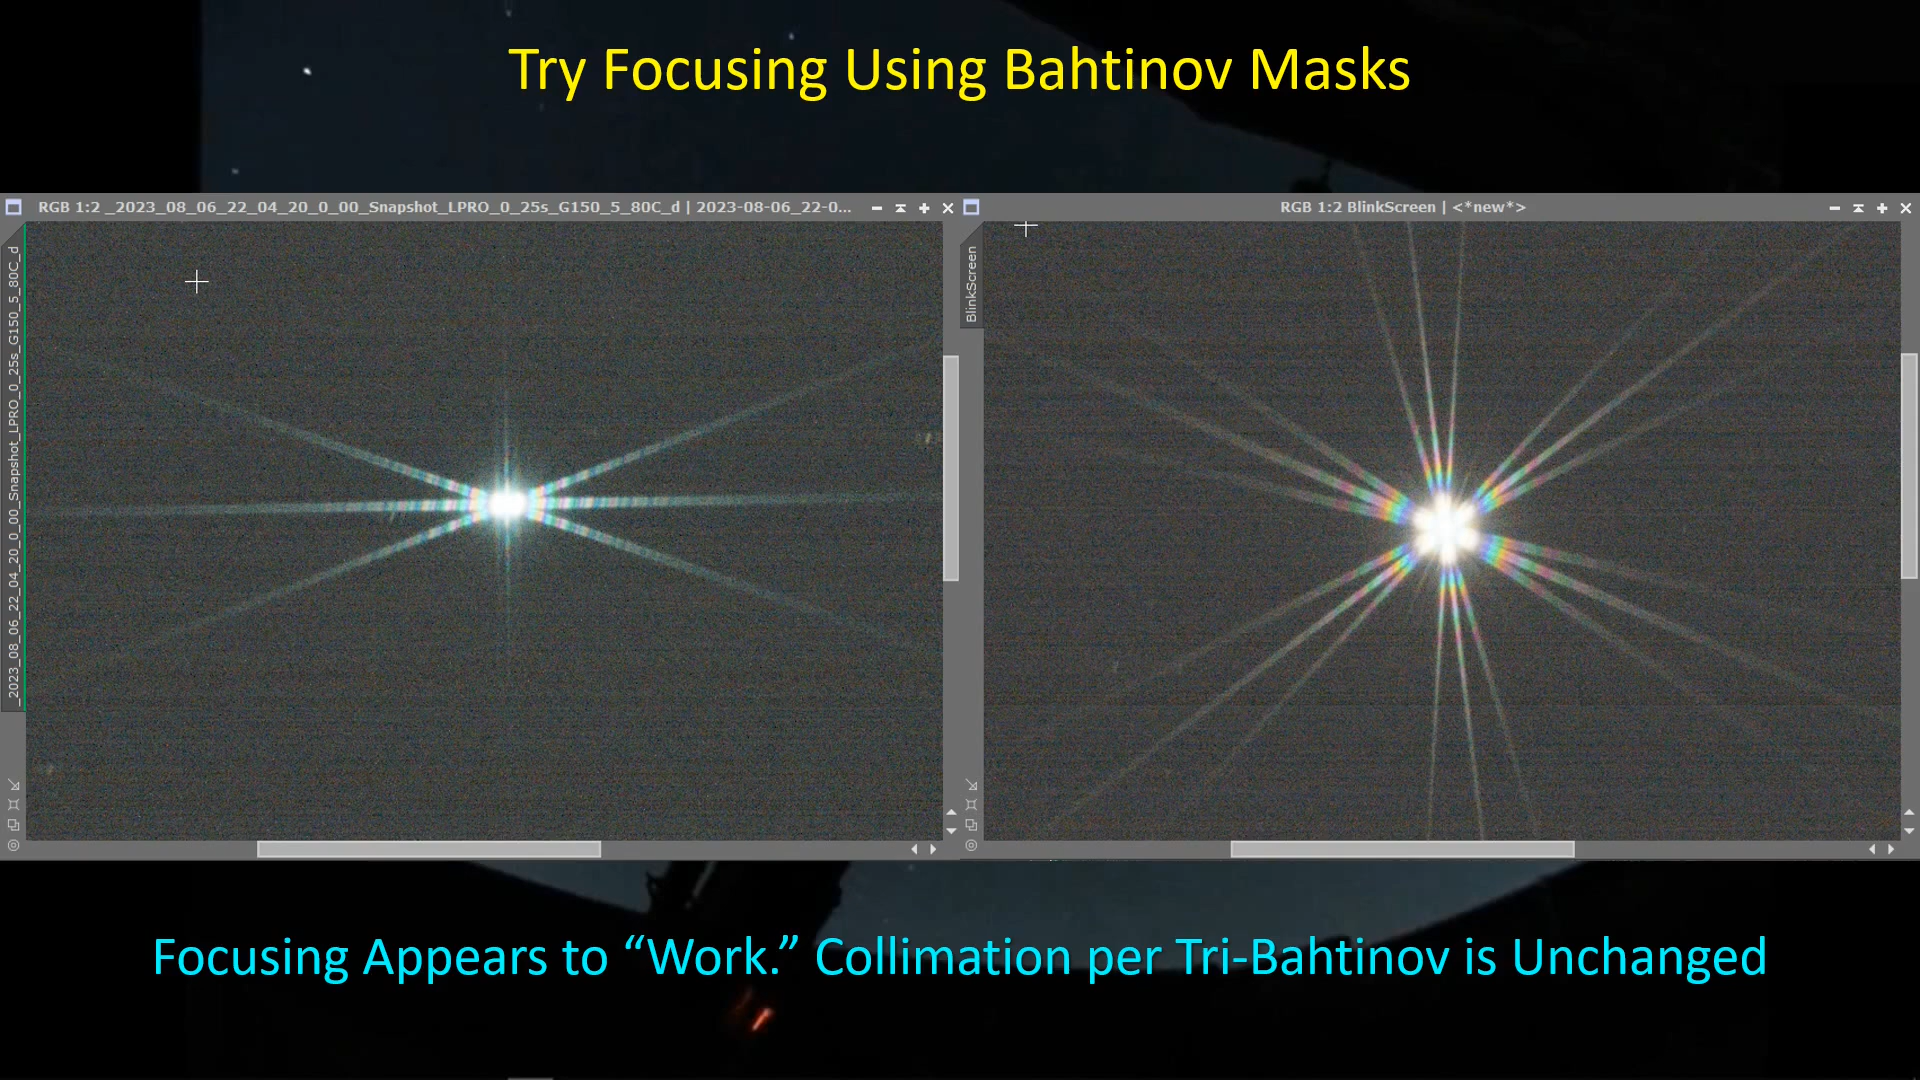 Try Focusing Using Bahtinov Masks
RGB 1:2 _2023_08_06_22_04_20_0_00_Snapshot_LPRO_0_25s_G150_5_80C_d | 2023-08-06_22-0...
RGB 1:2 BlinkScreen | <*new*>
_2023_08_06_22_04_20_0_00_Snapshot_LPRO_0_25s_G150_5_80C_d
BlinkScreen
Focusing Appears to “Work.” Collimation per Tri-Bahtinov is Unchanged